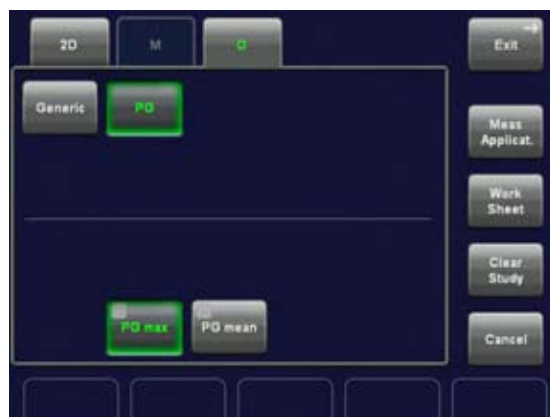 2D
M
D
Exit
Generic
PG
Meas
Applicat.
Work
Sheet
Clear
Study
PG max
PG mean
Cancel